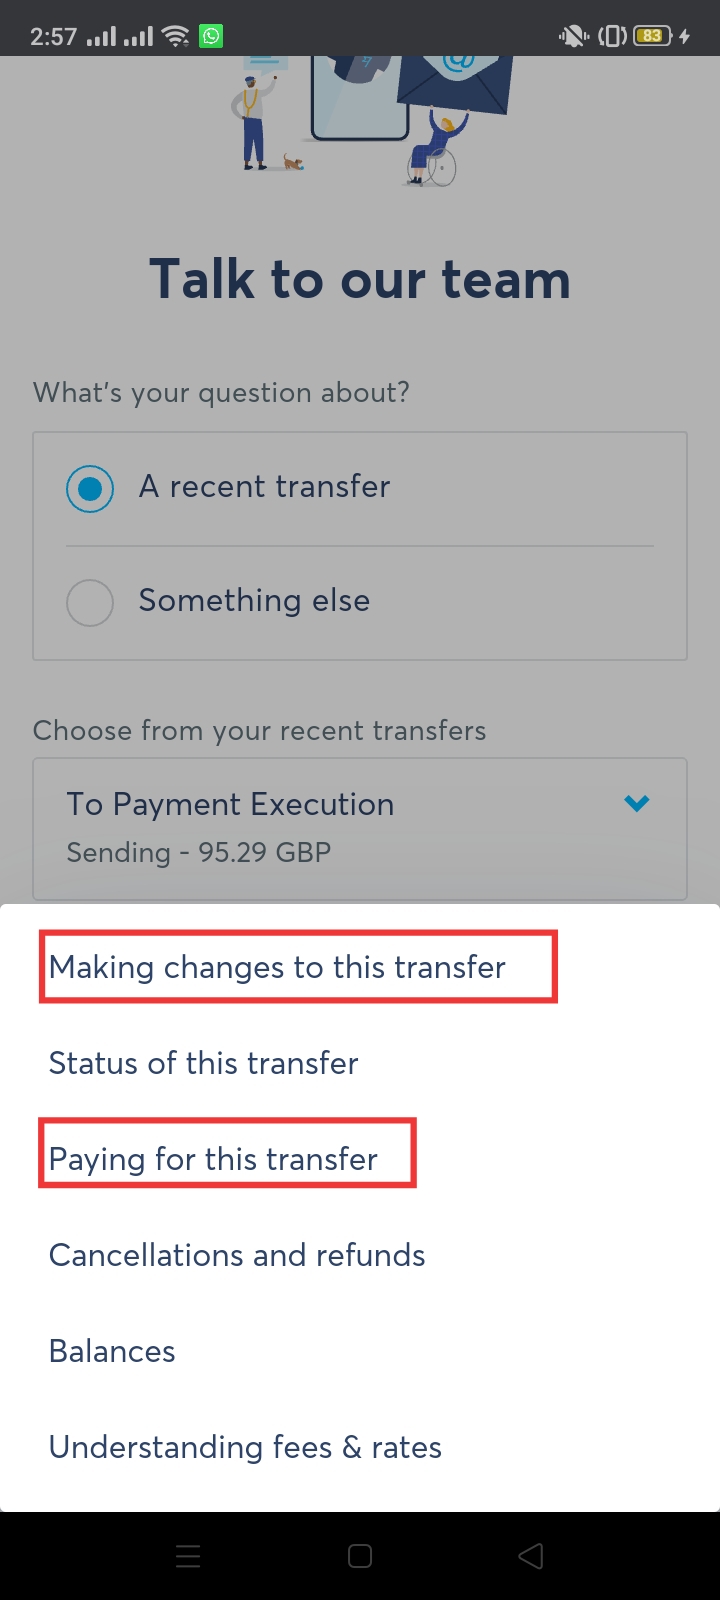 2:57
83
@
Talk to our team
What's your question about?
A recent transfer
Something else
Choose from your recent transfers
To Payment Execution
Sending - 95.29 GBP
Making changes to this transfer
Status of this transfer
Paying for this transfer
Cancellations and refunds
Balances
Understanding fees & rates